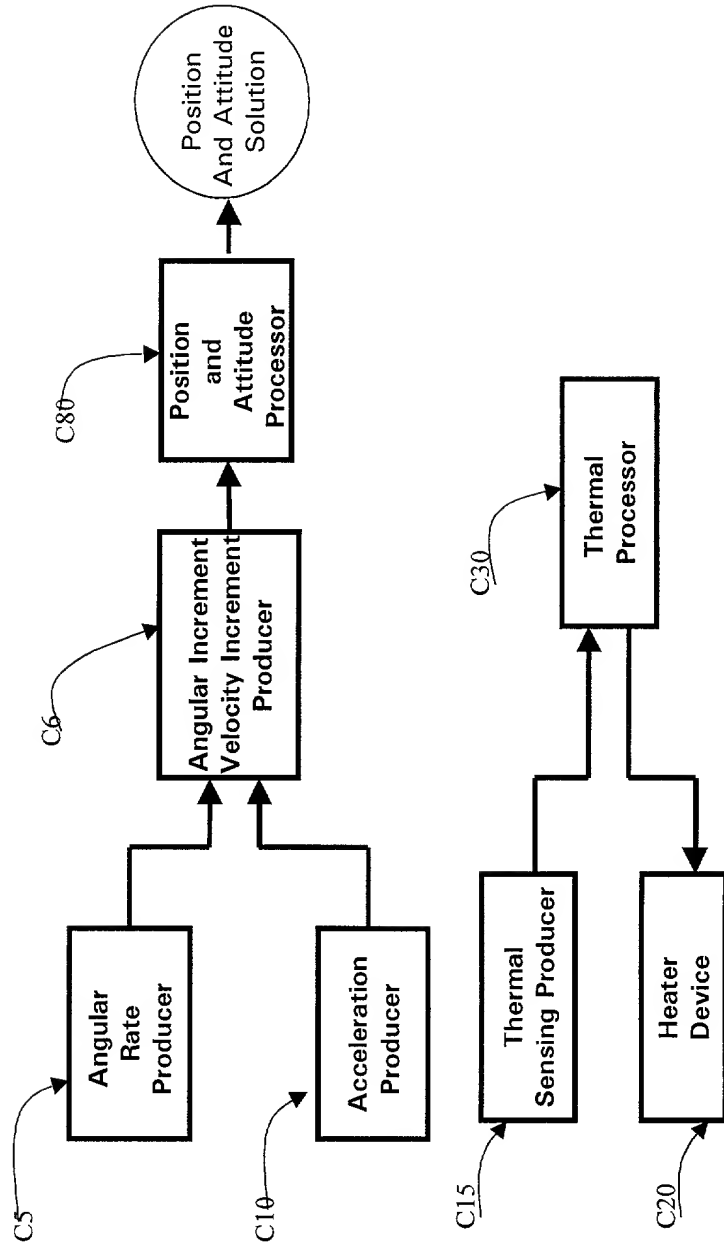 C5
Angular
Rate
Producer
C10
Acceleration
Producer
C6
Angular Increment
Velocity Increment
Producer
C80
Position
and
Attitude
Processor
Position
And Attitude
Solution
C15
Thermal
Sensing Producer
C20
Heater
Device
C30
Thermal
Processor